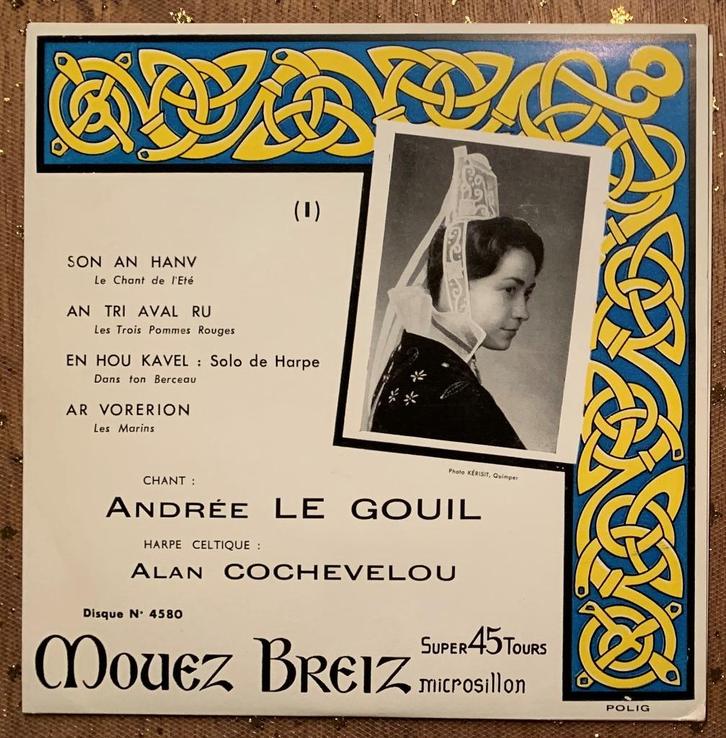 (I)
SON AN HANV
Le Chant de l'Eté
AN TRI AVAL RU
Les Trois Pommes Rouges
EN HOU KAVEL : Solo de Harpe
Dans ton Berceau
AR VORERION
Les Marins
Photo KÉRISIT, Quimper
CHANT :
ANDRÉE LE GOUIL
HARPE CELTIQUE :
ALAN COCHEVELOU
Disque N° 4580
MOUEZ BREIZ
SUPER 45 TOURS
microsillon
POLIG